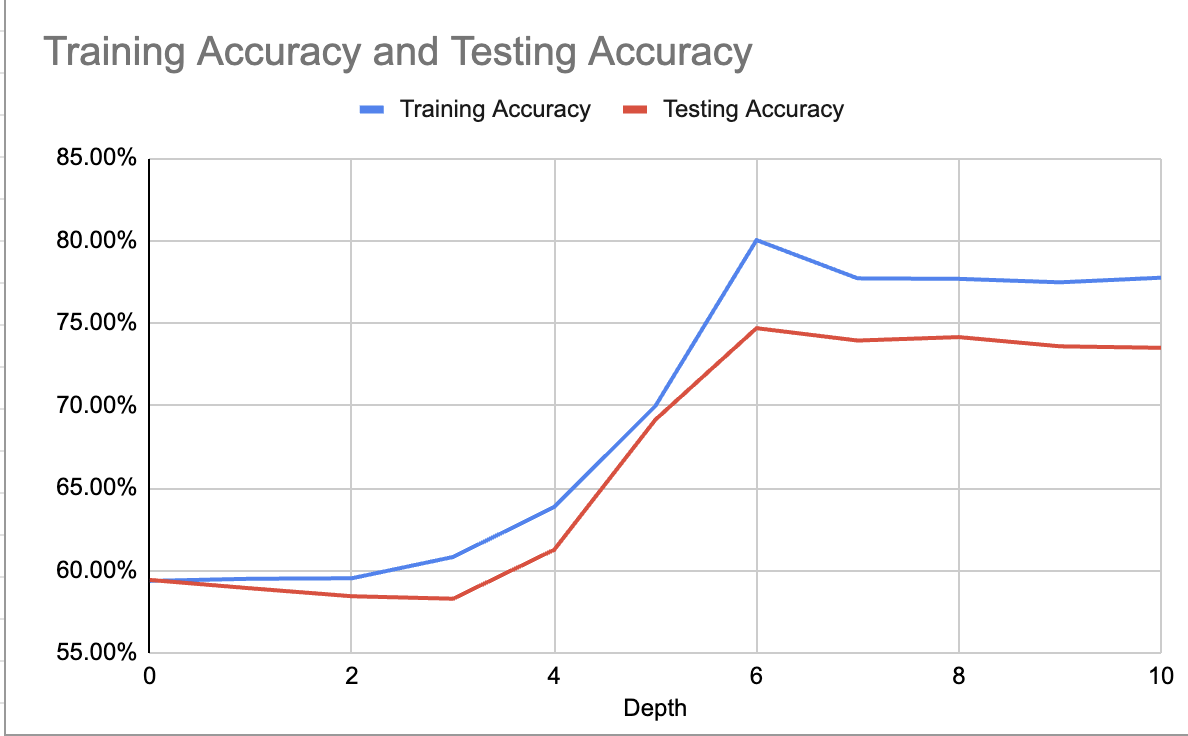 Training Accuracy and Testing Accuracy
Training Accuracy Testing Accuracy
85.00%
80.00%
75.00%
70.00%
65.00%
60.00%
55.00%
0 2 4 6 8 10
Depth